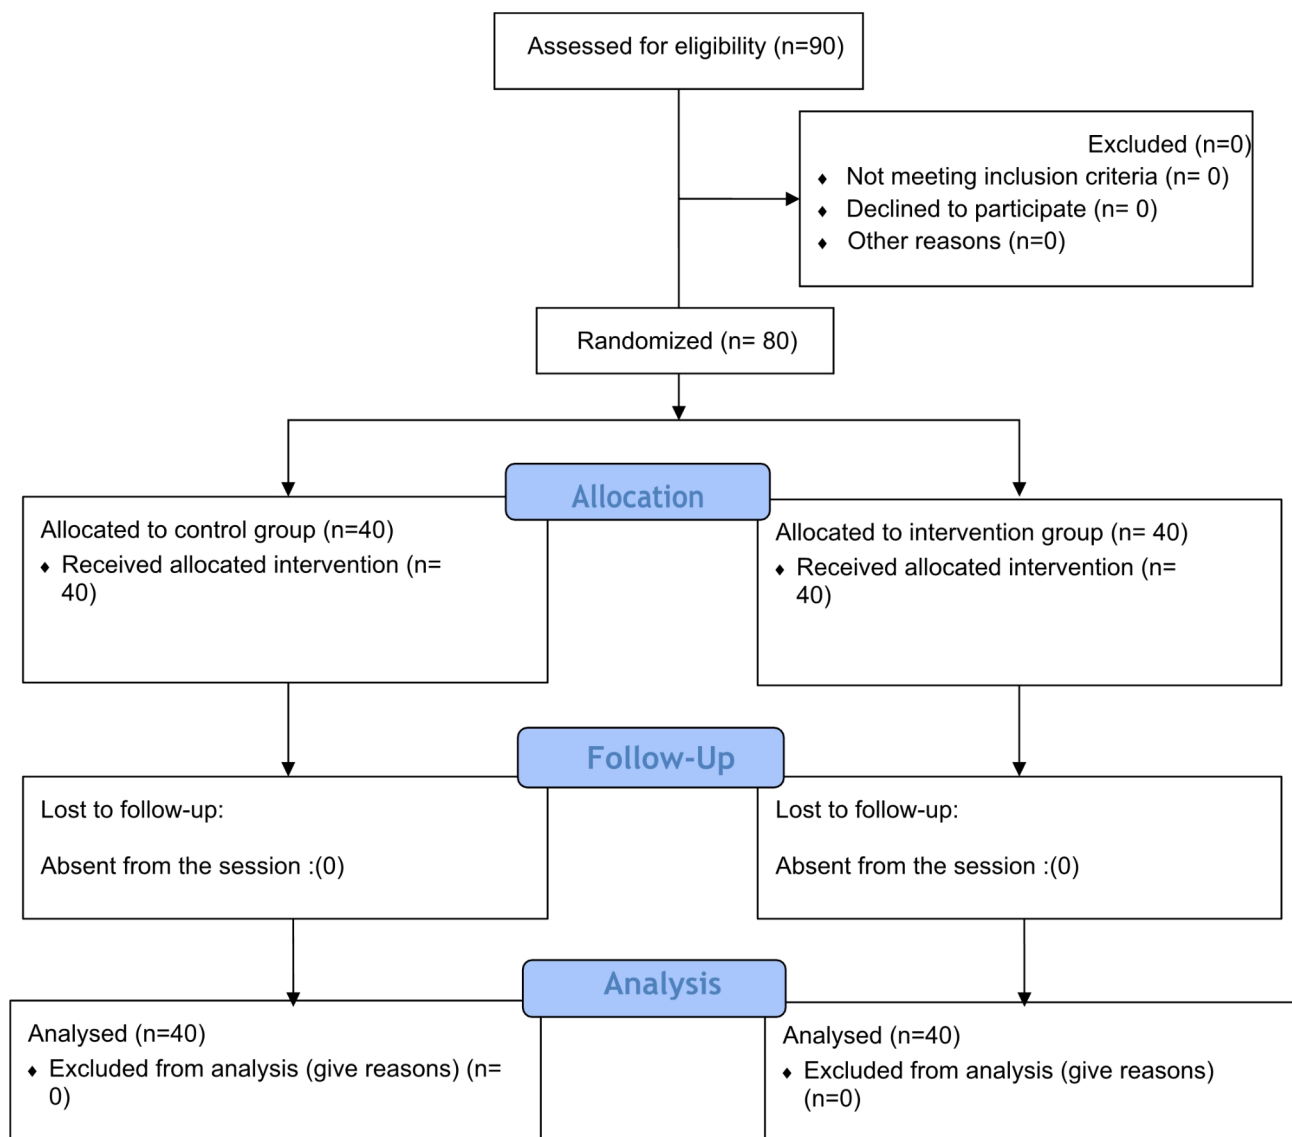 Assessed for eligibility (n=90)
Excluded (n=0)
♦ Not meeting inclusion criteria (n= 0)
♦ Declined to participate (n= 0)
♦ Other reasons (n=0)
Randomized (n= 80)
Allocation
Allocated to control group (n=40)
♦ Received allocated intervention (n=
40)
Allocated to intervention group (n= 40)
♦ Received allocated intervention (n=
40)
Follow-Up
Lost to follow-up:
Absent from the session :(0)
Lost to follow-up:
Absent from the session :(0)
Analysis
Analysed (n=40)
♦ Excluded from analysis (give reasons) (n=
0)
Analysed (n=40)
♦ Excluded from analysis (give reasons)
(n=0)